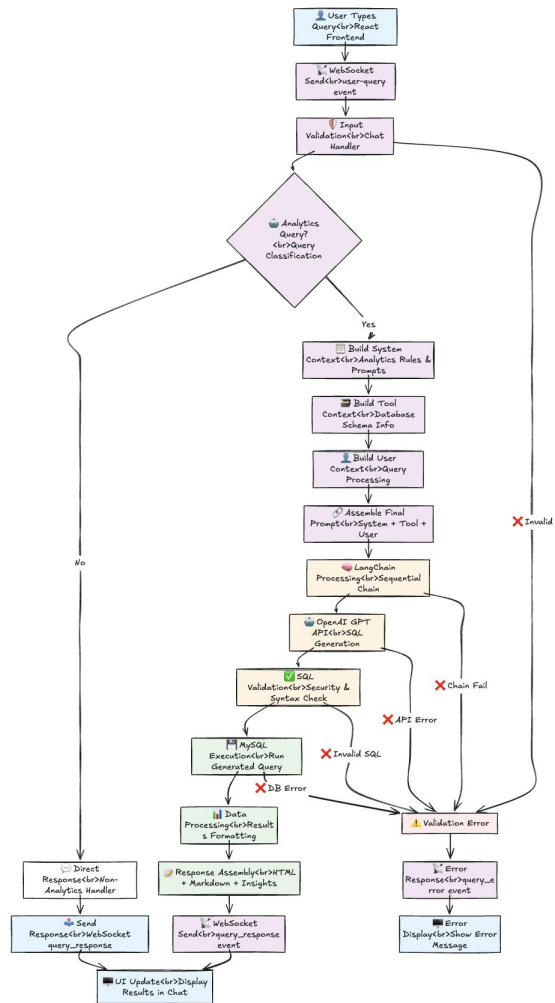 👤 User Types
Query<br>React
Frontend
📡 WebSocket
Send<br>user-query
event
🛡️ Input
Validation<br>Chat
Handler
🤖 Analytics
Query?
<br>Query
Classification
Yes
📋 Build System
Context<br>Analytics Rules &
Prompts
🗃️ Build Tool
Context<br>Database
Schema Info
👤 Build User
Context<br>Query
Processing
🔗 Assemble Final
Prompt<br>System + Tool +
User
❌ Invalid
No
🧠 LangChain
Processing<br>Sequential
Chain
🤖 OpenAI GPT
API<br>SQL
Generation
✅ SQL
Validation<br>Security &
Syntax Check
❌ Chain Fail
❌ API Error
💾 MySQL
Execution<br>Run
Generated Query
❌ Invalid SQL
❌ DB Error
📊 Data
Processing<br>Result
s Formatting
⚠️ Validation Error
💬 Direct
Response<br>Non-
Analytics Handler
📝 Response Assembly<br>HTML
+ Markdown + Insights
📡 Error
Response<br>query_e
rror event
📤 Send
Response<br>WebSocket
query_response
📡 WebSocket
Send<br>query_response
event
🖥️ Error
Display<br>Show Error
Message
🖥️ UI Update<br>Display
Results in Chat